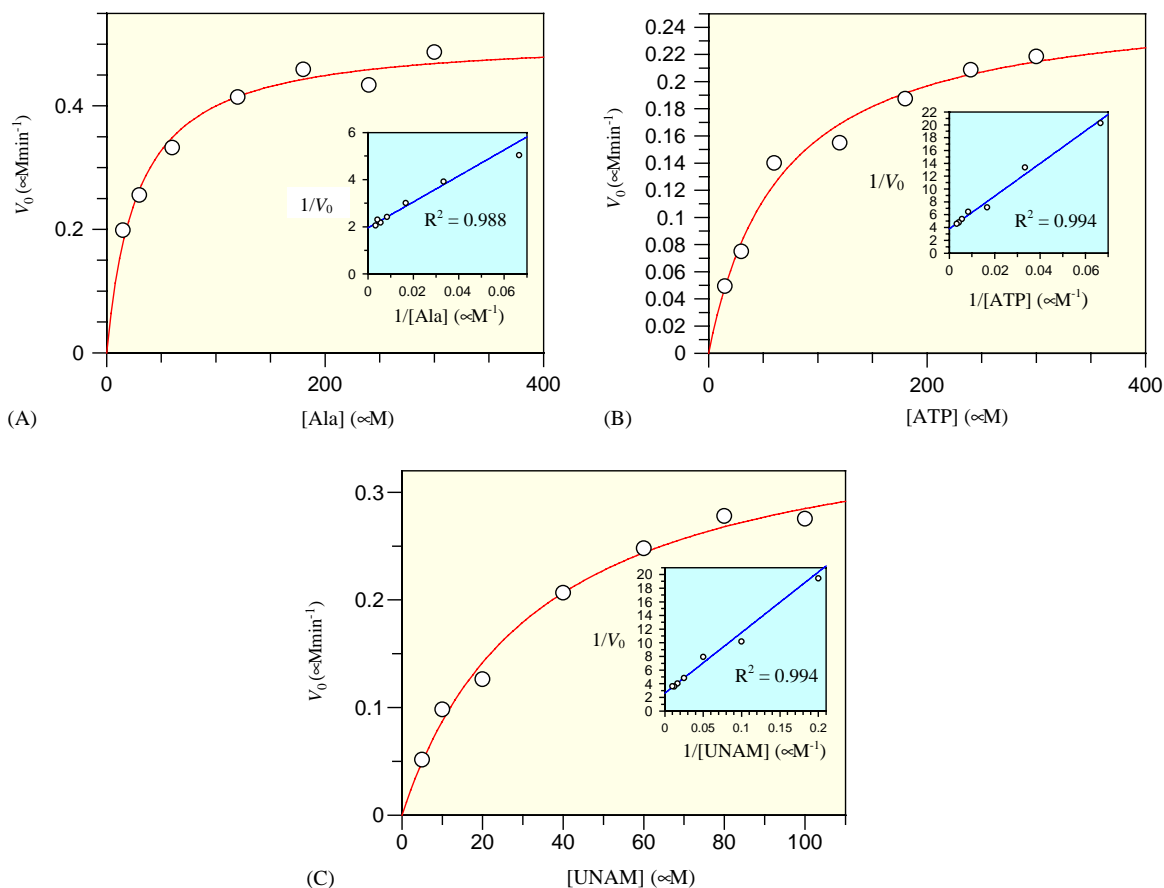 0.4
0.2
0
0 200 400
V0 (∝Mmin-1)
[Ala] (∝M)
(A)
6
4
2
0
0 0.02 0.04 0.06
1/V0
R2 = 0.988
1/[Ala] (∝M-1)
0.24
0.22
0.2
0.18
0.16
0.14
0.12
0.1
0.08
0.06
0.04
0.02
0
0 200 400
V0 (∝Mmin-1)
[ATP] (∝M)
(B)
22
20
18
16
14
12
10
8
6
4
2
0
0 0.02 0.04 0.06
1/V0
R2 = 0.994
1/[ATP] (∝M-1)
0.3
0.2
0.1
0
0 20 40 60 80 100
V0 (∝Mmin-1)
[UNAM] (∝M)
(C)
20
18
16
14
12
10
8
6
4
2
0
0 0.05 0.1 0.15 0.2
1/V0
R2 = 0.994
1/[UNAM] (∝M-1)